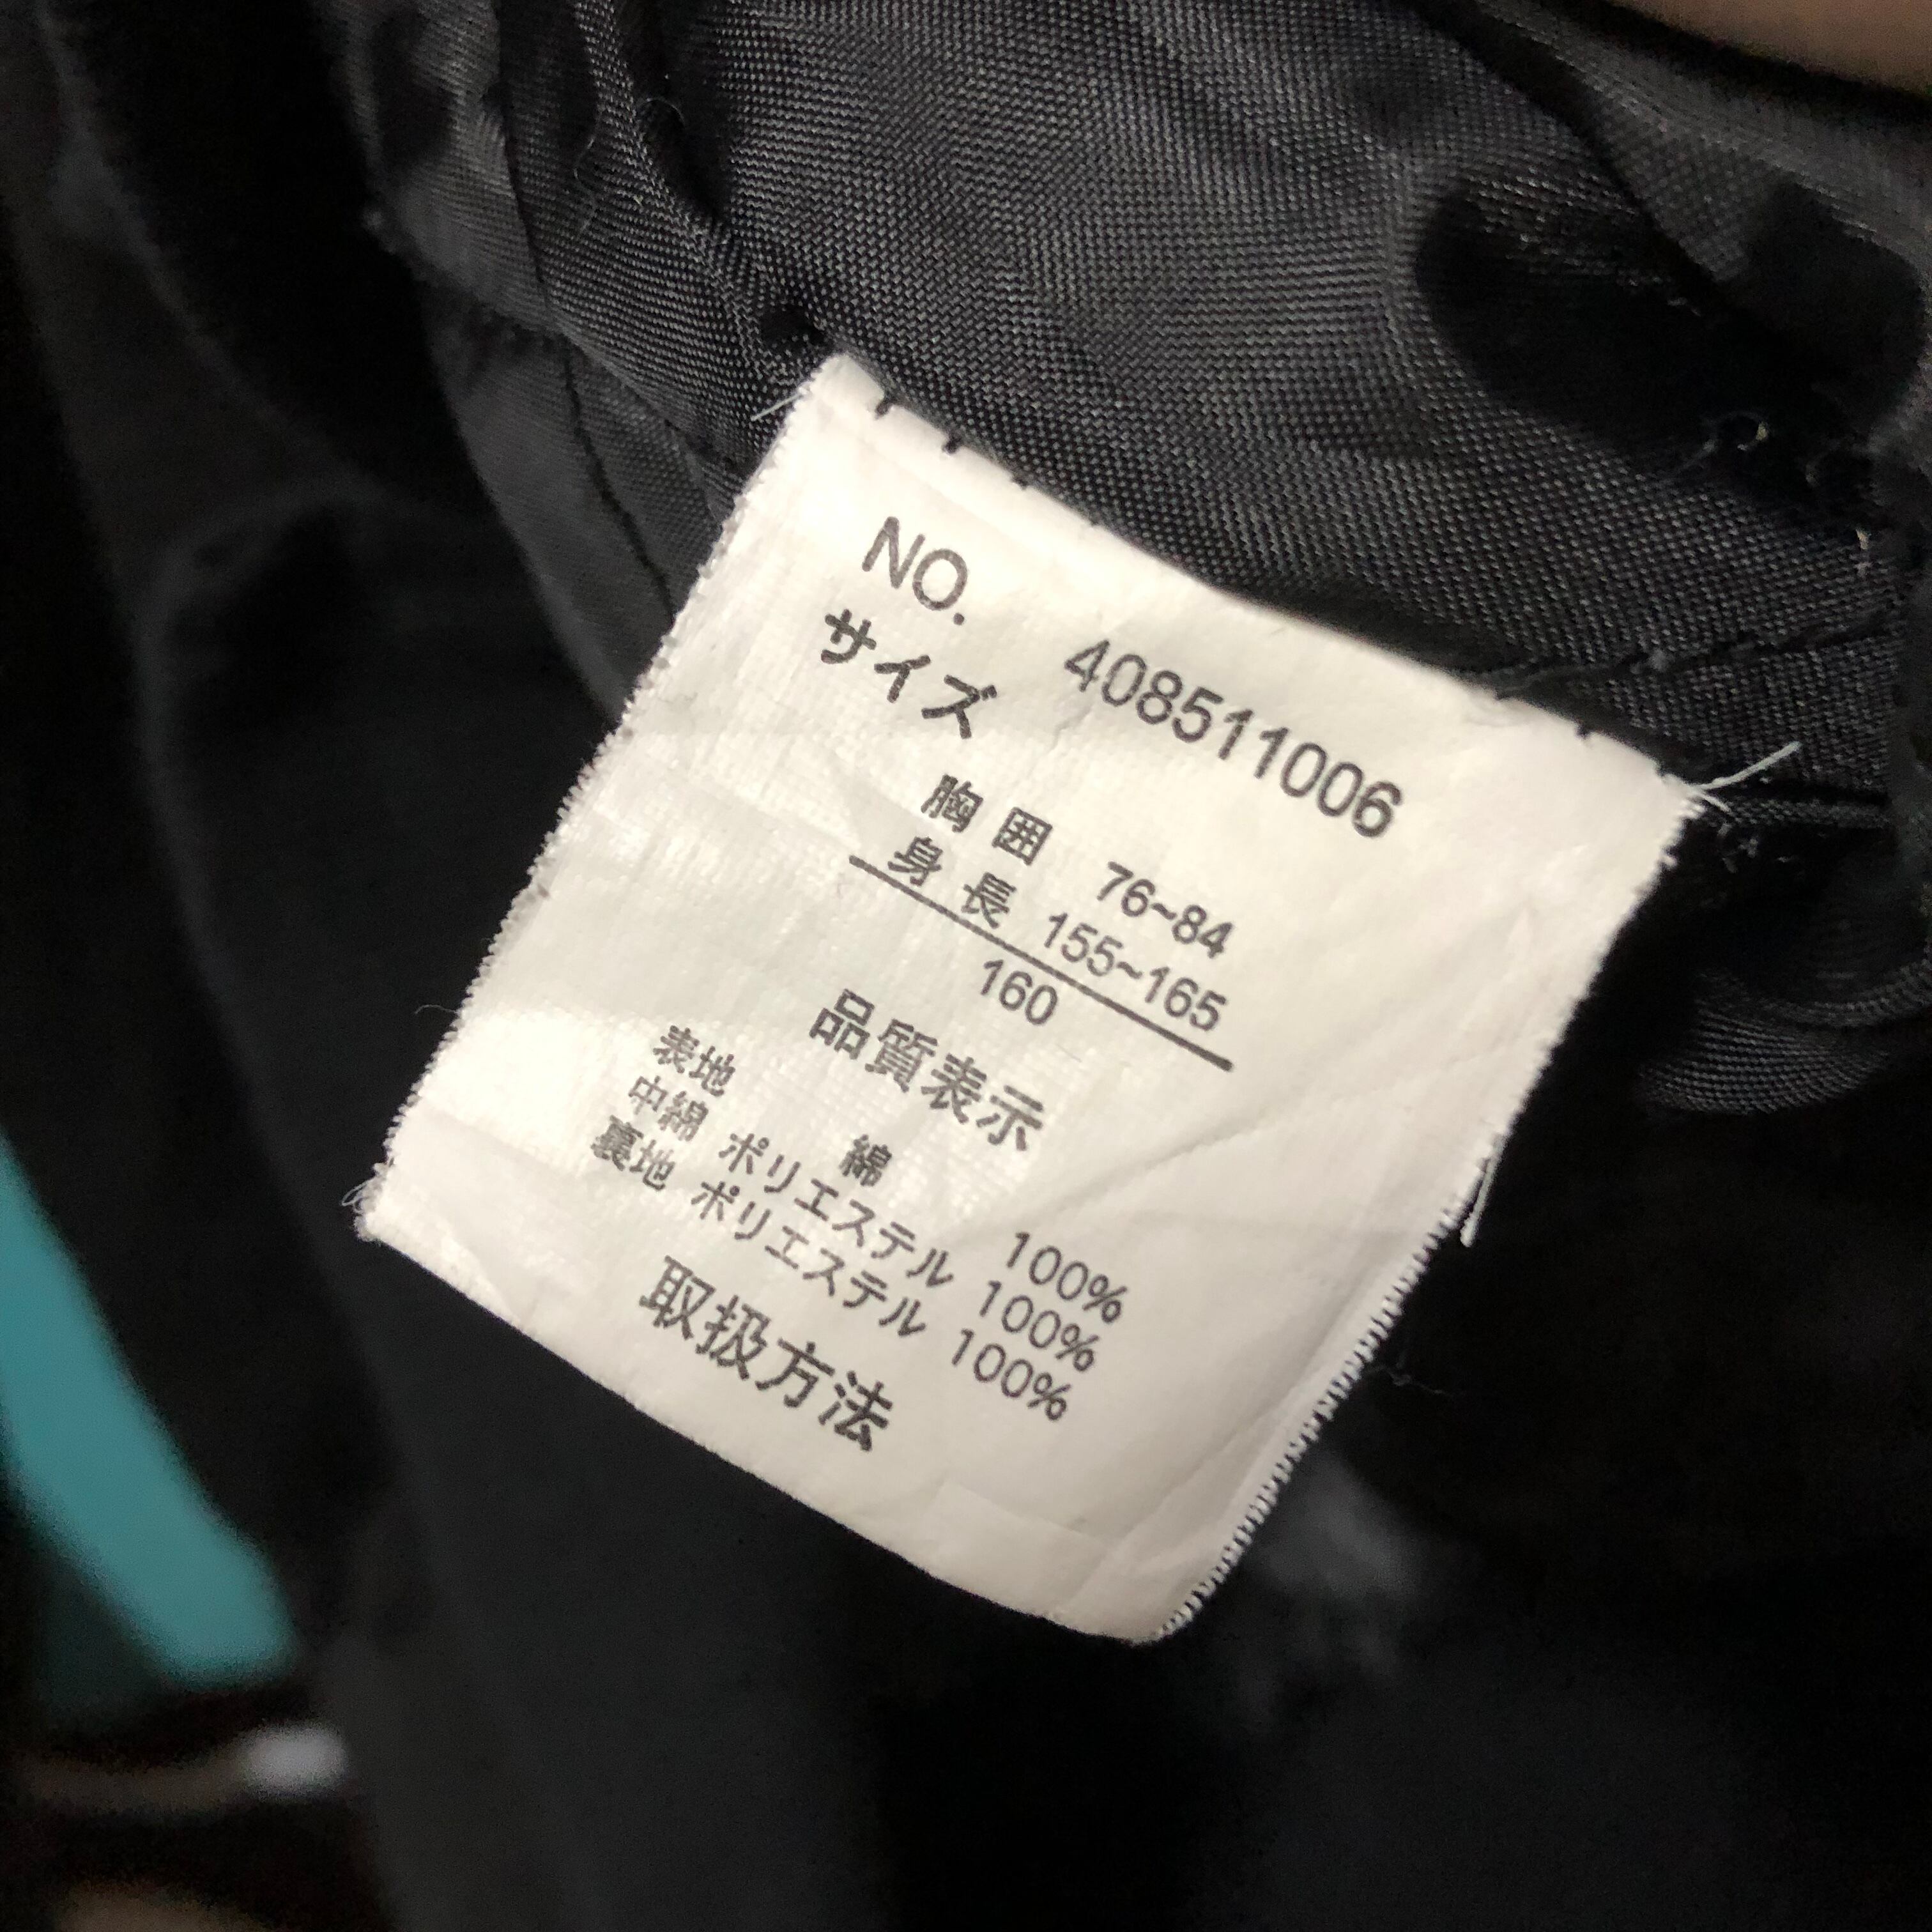 NO. 408511006
サイズ
胸 囲 76~84
身 長 155~165
160
品質表示
表地 綿 100%
中綿 ポリエステル 100%
裏地 ポリエステル 100%
取扱方法